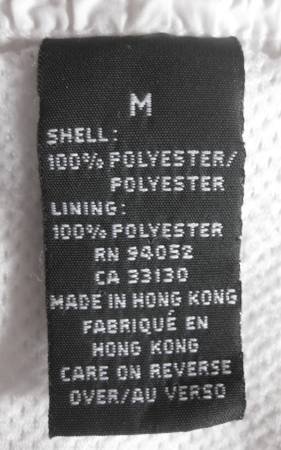 M
SHELL:
100% POLYESTER/
POLYESTER
LINING:
100% POLYESTER
RN 94052
CA 33130
MADE IN HONG KONG
FABRIQUÉ EN
HONG KONG
CARE ON REVERSE
OVER/AU VERSO